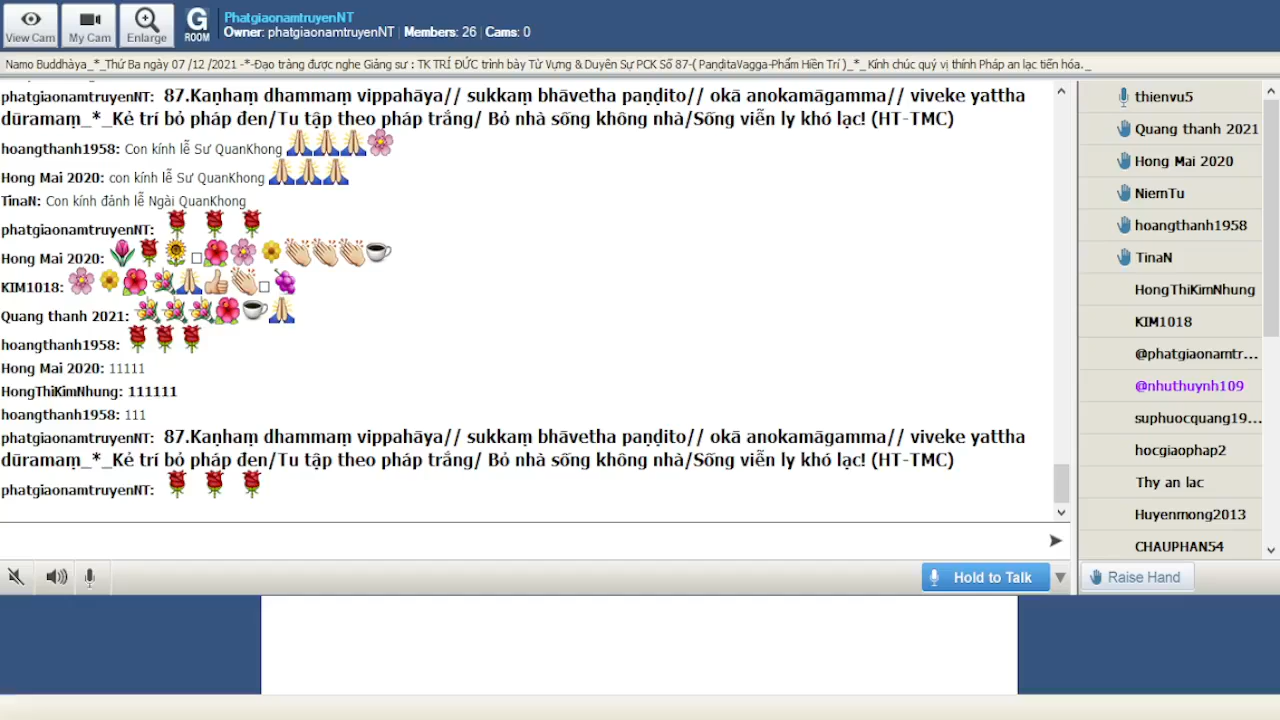 View Cam
My Cam
Enlarge
G
ROOM
PhatgiaonamtruyenNT
Owner: phatgiaonamtruyenNT | Members: 26 | Cams: 0
Namo Buddhàya_*_Thứ Ba ngày 07 /12 /2021 -*-Đạo tràng được nghe Giảng sư : TK TRÍ ĐỨC trình bày Từ Vựng & Duyên Sự PCK Số 87-( PaṇḍitaVagga-Phẩm Hiền Trí )_*_ Kính chúc quý vị thính Pháp an lạc tiến hóa._
phatgiaonamtruyenNT: 87.Kaṇhaṃ dhammaṃ vippahāya// sukkaṃ bhāvetha paṇḍito// okā anokamāgamma// viveke yattha
dūramaṃ_*_Kẻ trí bỏ pháp đen/Tu tập theo pháp trắng/ Bỏ nhà sống không nhà/Sống viễn ly khó lạc! (HT-TMC)
hoangthanh1958: Con kính lễ Sư QuanKhong 🙏🙏🙏🌸
Hong Mai 2020: con kính lễ Sư QuanKhong 🙏🙏🙏
TinaN: Con kính đảnh lễ Ngài QuanKhong
phatgiaonamtruyenNT: 🌹 🌹 🌹
Hong Mai 2020: 🌷🌹🌻□🌺🌸🌼👏👏👏☕
KIM1018: 🌸🌼🌺💐🙏👍👏□🍇
Quang thanh 2021: 💐💐💐🌺☕🙏
hoangthanh1958: 🌹🌹🌹
Hong Mai 2020: 11111
HongThiKimNhung: 111111
hoangthanh1958: 111
phatgiaonamtruyenNT: 87.Kaṇhaṃ dhammaṃ vippahāya// sukkaṃ bhāvetha paṇḍito// okā anokamāgamma// viveke yattha
dūramaṃ_*_Kẻ trí bỏ pháp đen/Tu tập theo pháp trắng/ Bỏ nhà sống không nhà/Sống viễn ly khó lạc! (HT-TMC)
phatgiaonamtruyenNT: 🌹 🌹 🌹
Hold to Talk
thienvu5
Quang thanh 2021
Hong Mai 2020
NiemTu
hoangthanh1958
TinaN
HongThiKimNhung
KIM1018
@phatgiaonamtr...
@nhuthuynh109
suphuocquang19...
hocgiaophap2
Thy an lac
Huyenmong2013
CHAUPHAN54
Raise Hand